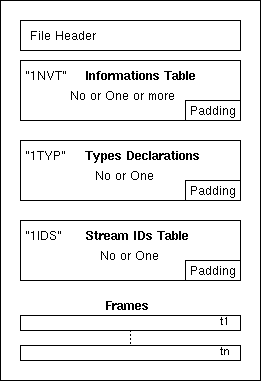 File Header
"1NVT" Informations Table
No or One or more
Padding
"1TYP" Types Declarations
No or One
Padding
"1IDS" Stream IDs Table
No or One
Padding
Frames
t1
tn